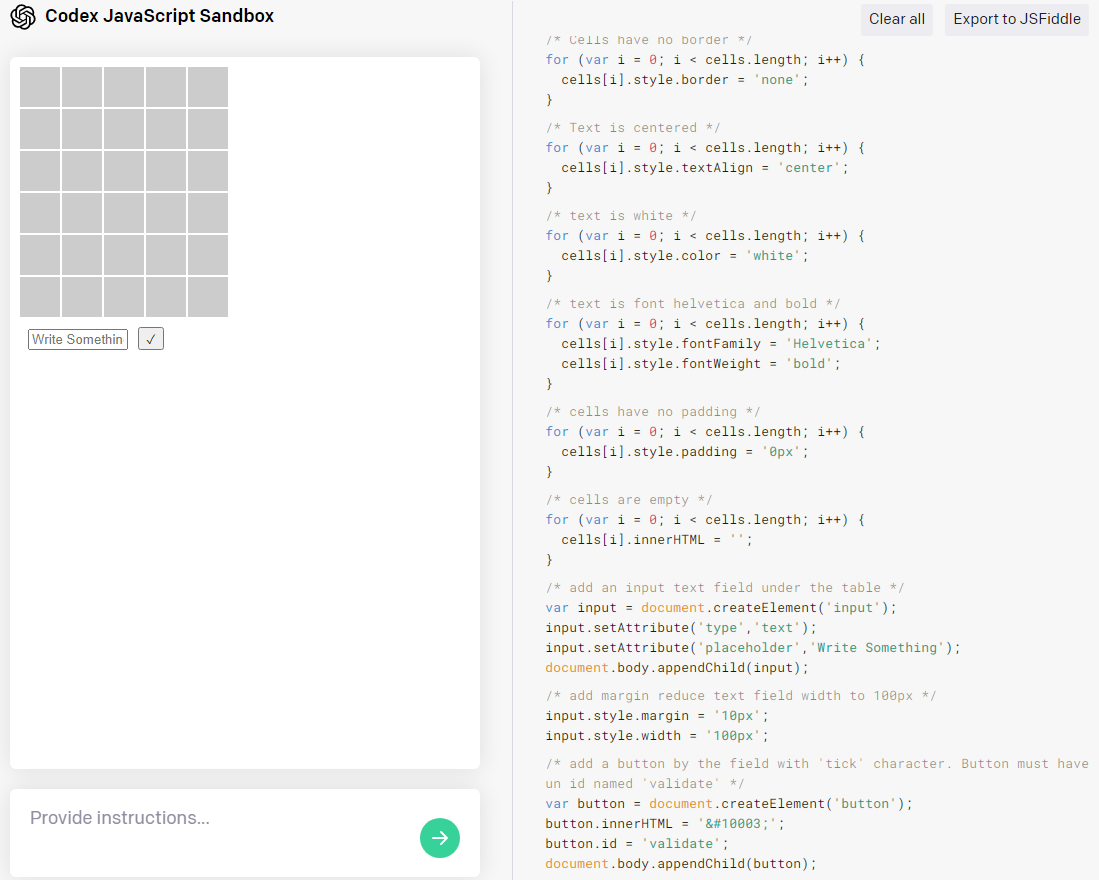 Codex JavaScript Sandbox
Clear all
Export to JSFiddle
Write Somethin
✓
Provide instructions...
/* Cells have no border */
for (var i = 0; i < cells.length; i++) {
  cells[i].style.border = 'none';
}
/* Text is centered */
for (var i = 0; i < cells.length; i++) {
  cells[i].style.textAlign = 'center';
}
/* text is white */
for (var i = 0; i < cells.length; i++) {
  cells[i].style.color = 'white';
}
/* text is font helvetica and bold */
for (var i = 0; i < cells.length; i++) {
  cells[i].style.fontFamily = 'Helvetica';
  cells[i].style.fontWeight = 'bold';
}
/* cells have no padding */
for (var i = 0; i < cells.length; i++) {
  cells[i].style.padding = '0px';
}
/* cells are empty */
for (var i = 0; i < cells.length; i++) {
  cells[i].innerHTML = '';
}
/* add an input text field under the table */
var input = document.createElement('input');
input.setAttribute('type','text');
input.setAttribute('placeholder','Write Something');
document.body.appendChild(input);
/* add margin reduce text field width to 100px */
input.style.margin = '10px';
input.style.width = '100px';
/* add a button by the field with 'tick' character. Button must have
un id named 'validate' */
var button = document.createElement('button');
button.innerHTML = '&#10003;';
button.id = 'validate';
document.body.appendChild(button);